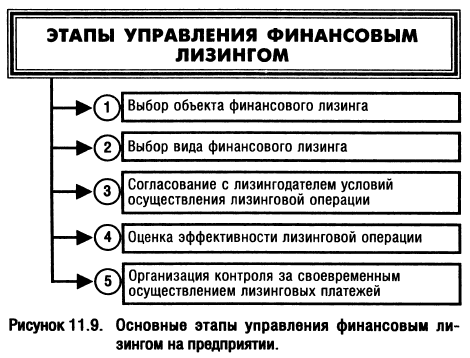 ЭТАПЫ УПРАВЛЕНИЯ ФИНАНСОВЫМ
ЛИЗИНГОМ
1 Выбор объекта финансового лизинга
2 Выбор вида финансового лизинга
3 Согласование с лизингодателем условий
осуществления лизинговой операции
4 Оценка эффективности лизинговой операции
5 Организация контроля за своевременным
осуществлением лизинговых платежей
Рисунок 11.9. Основные этапы управления финансовым ли-
зингом на предприятии.